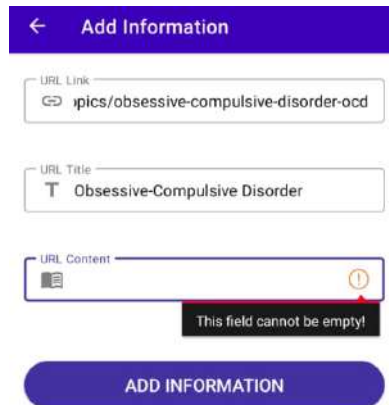 Add Information
URL Link
opics/obsessive-compulsive-disorder-ocd
URL Title
Obsessive-Compulsive Disorder
URL Content
This field cannot be empty!
ADD INFORMATION